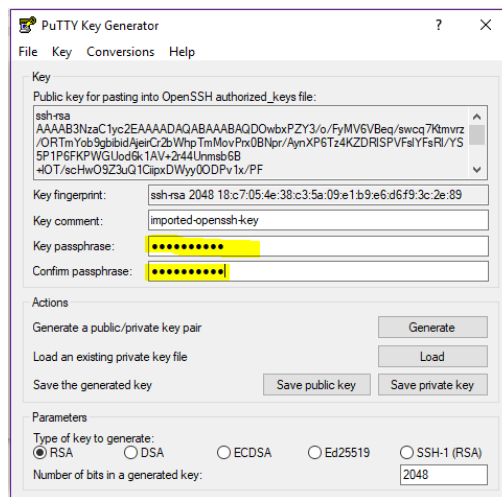 PuTTY Key Generator ? ×
File Key Conversions Help
Key
Public key for pasting into OpenSSH authorized_keys file:
ssh-rsa
AAAAB3NzaC1yc2EAAAADAQABAAABAQDOwbxPZY3/o/FyMV6VBeq/swcq7Ktmvrz
/ORTmYob9gbibidAjeirCr2bWhpTmMovPrx0BNpr/AynXP6Tz4KZDRlSPVFslYFsRI/YS
5P1P6FKPWGUod6k1AV+2r44Unmsb6B
+IOT/scHwO9Z3uQ1CiipxDWyy0ODPv1x/PF
Key fingerprint: ssh-rsa 2048 18:c7:05:4e:38:c3:5a:09:e1:b9:e6:d6:f9:3c:2e:89
Key comment: imported-openssh-key
Key passphrase: ●●●●●●●●●●
Confirm passphrase: ●●●●●●●●●●
Actions
Generate a public/private key pair Generate
Load an existing private key file Load
Save the generated key Save public key Save private key
Parameters
Type of key to generate:
RSA DSA ECDSA Ed25519 SSH-1 (RSA)
Number of bits in a generated key: 2048